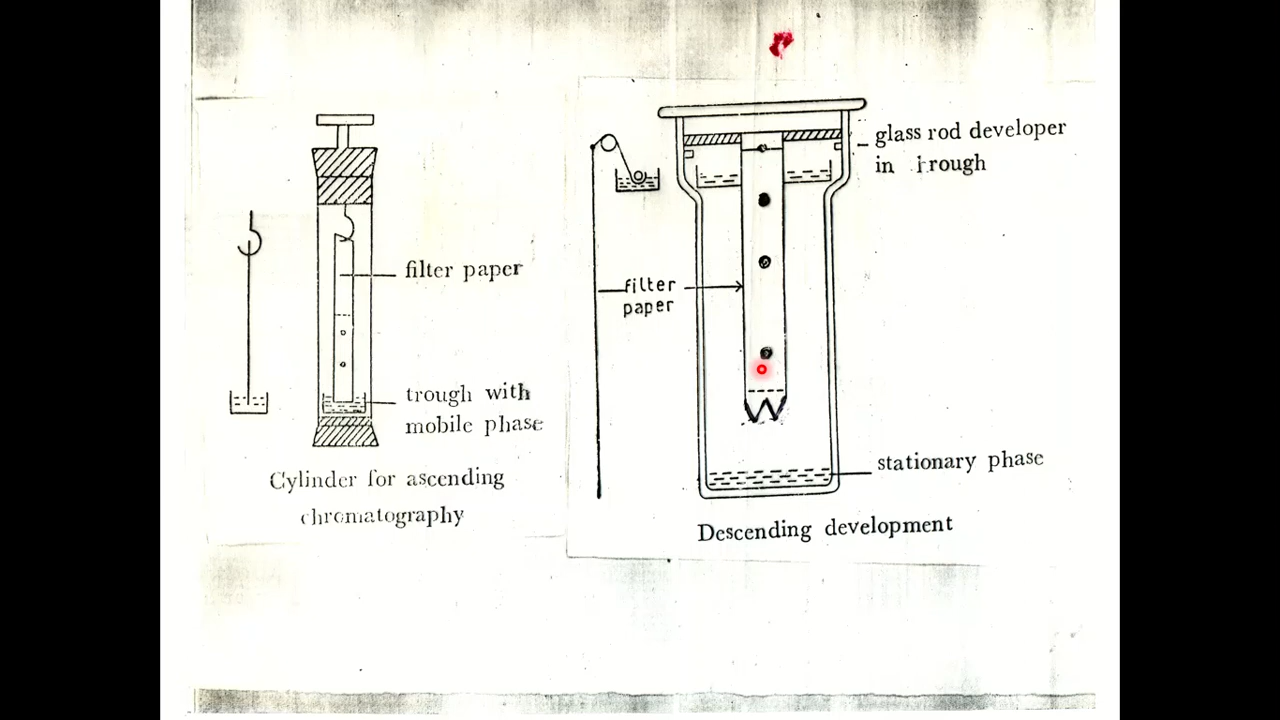 filter paper
trough with
mobile phase
Cylinder for ascending
chromatography
glass rod developer
in trough
filter
paper
stationary phase
Descending development